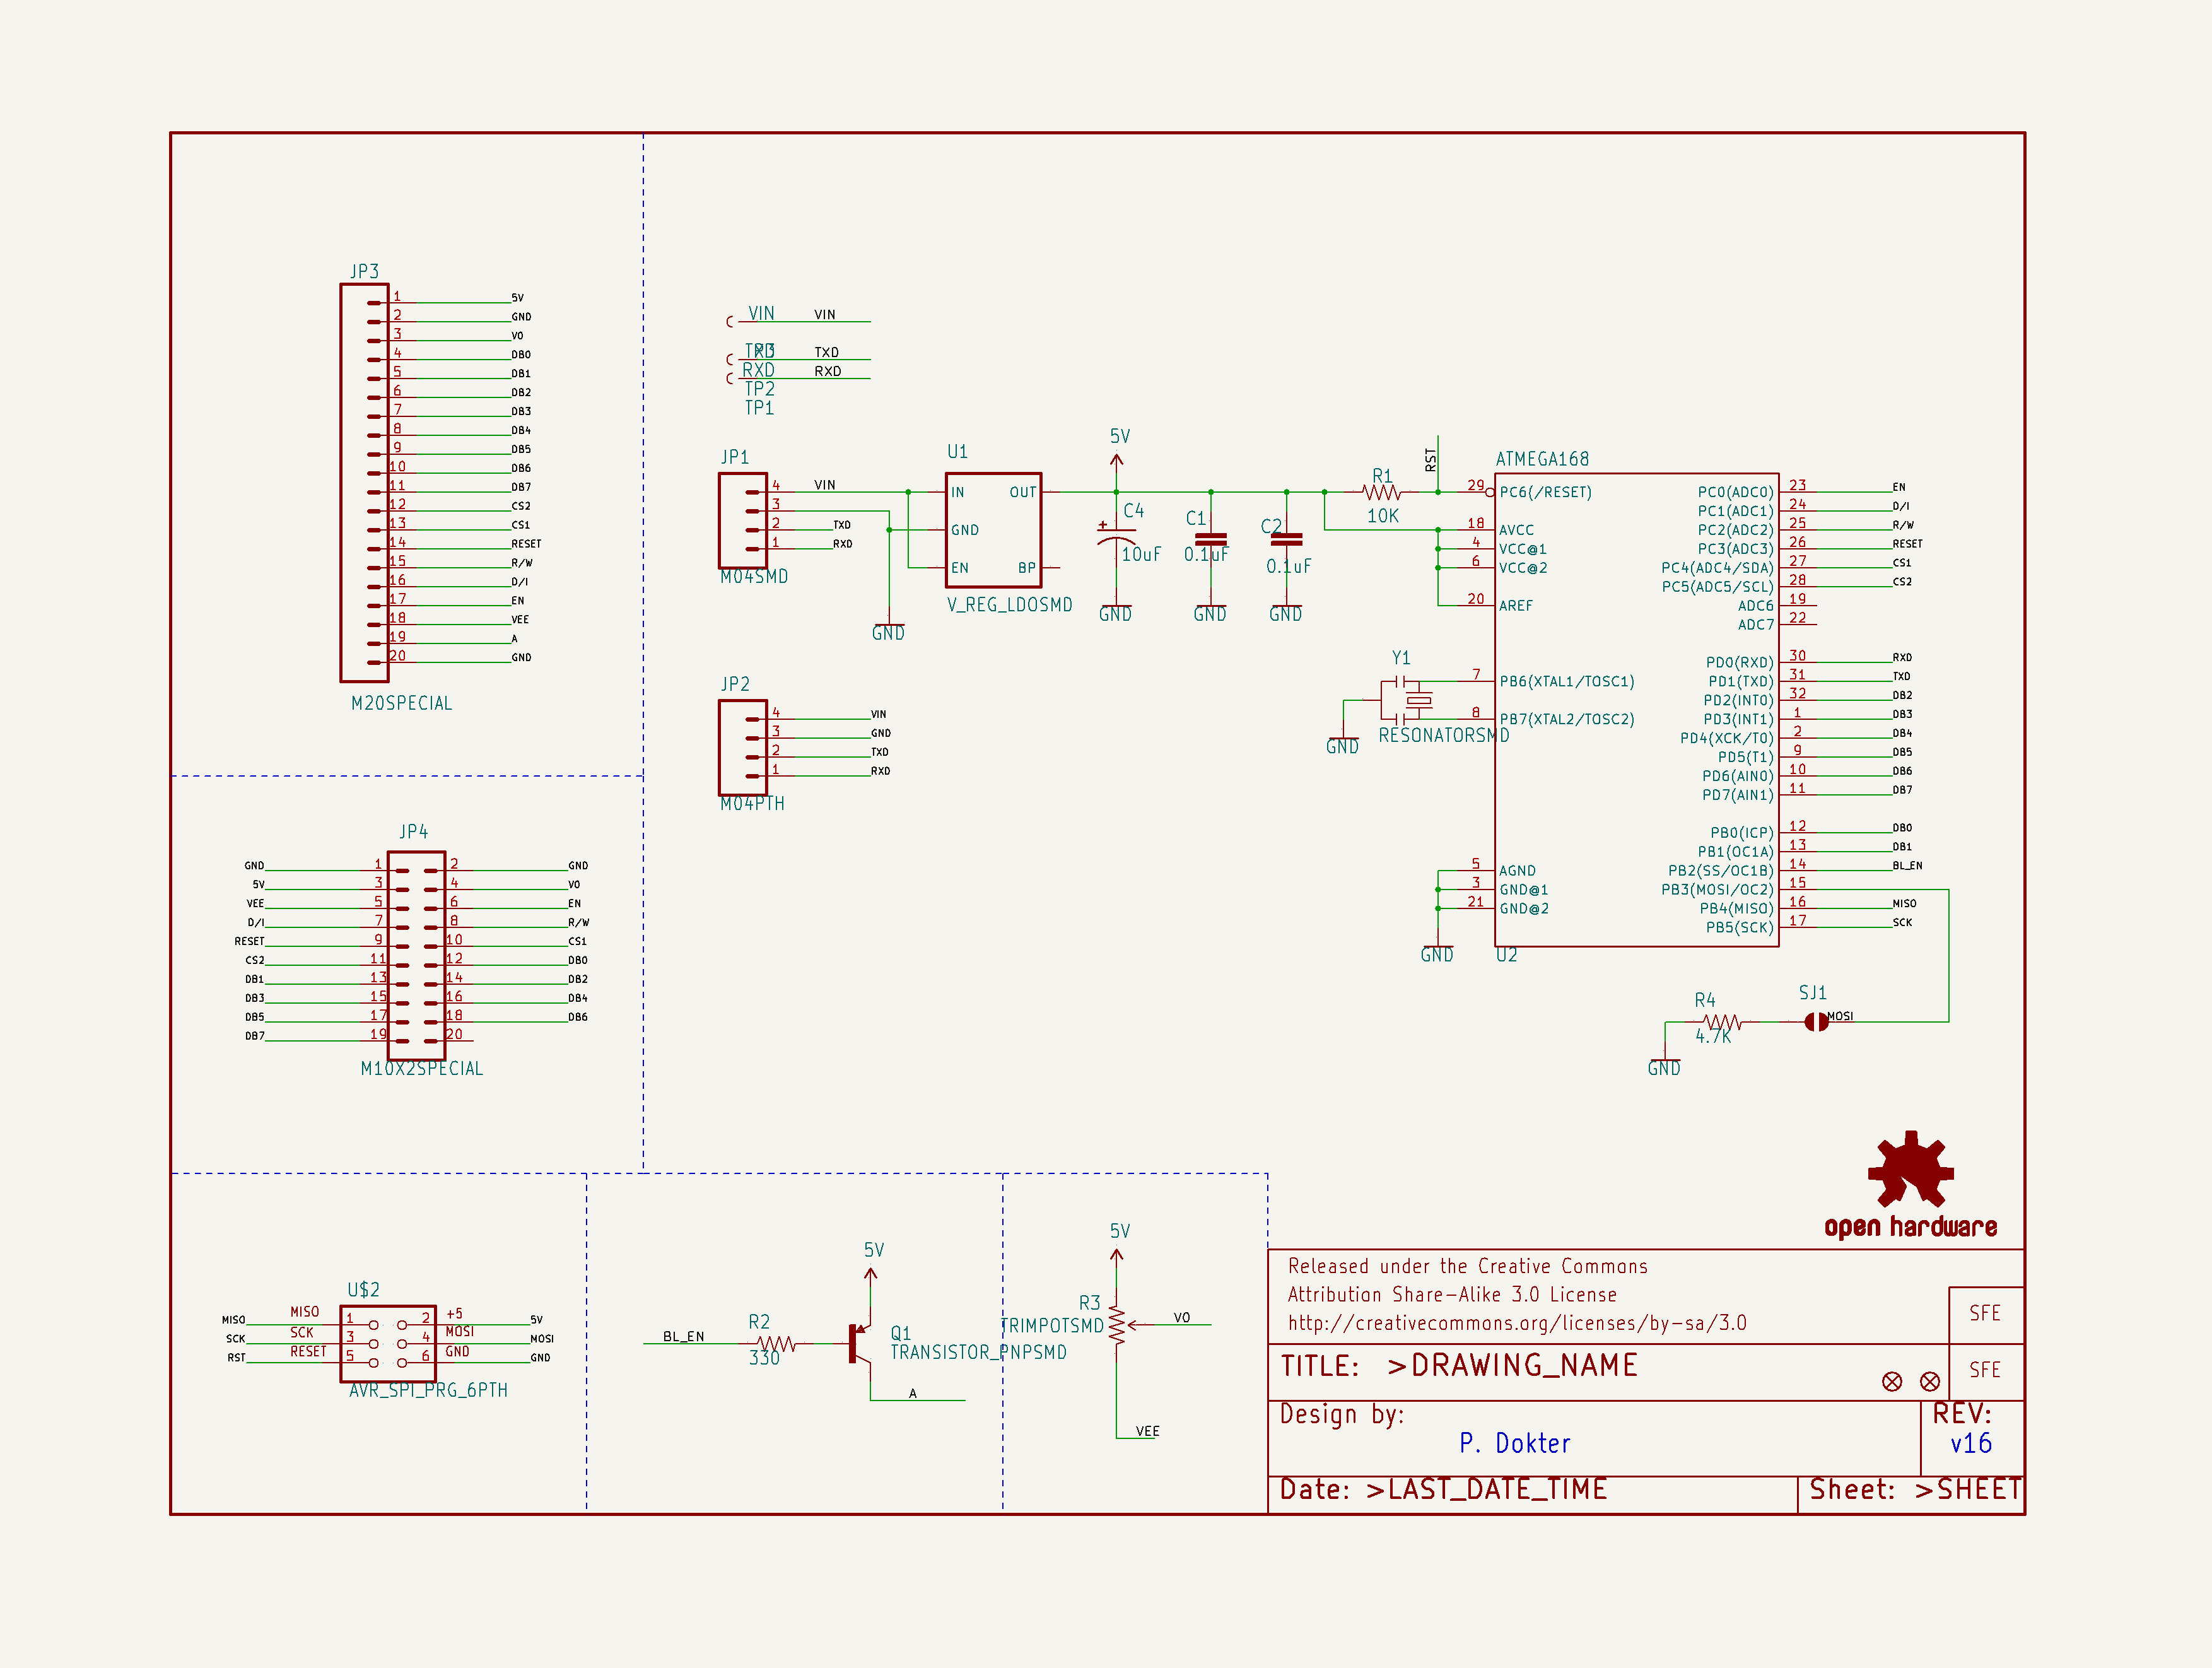 JP3
1 5V
2 GND
3 V0
4 DB0
5 DB1
6 DB2
7 DB3
8 DB4
9 DB5
10 DB6
11 DB7
12 CS2
13 CS1
14 RESET
15 R/W
16 D/I
17 EN
18 VEE
19 A
20 GND
M20SPECIAL
VIN VIN
TXD TP3 TXD
RXD RXD
TP2
TP1
JP1
4 VIN
3
2 TXD
1 RXD
M04SMD
GND
U1
IN OUT
GND
EN BP
V_REG_LDOSMD
5V
C4
10uF
GND
C1
0.1uF
GND
C2
0.1uF
GND
R1
10K
RST
JP2
4 VIN
3 GND
2 TXD
1 RXD
M04PTH
Y1
RESONATORSMD
GND
ATMEGA168
29 PC6(/RESET)
18 AVCC
4 VCC@1
6 VCC@2
20 AREF
7 PB6(XTAL1/TOSC1)
8 PB7(XTAL2/TOSC2)
5 AGND
3 GND@1
21 GND@2
GND
U2
PC0(ADC0) 23 EN
PC1(ADC1) 24 D/I
PC2(ADC2) 25 R/W
PC3(ADC3) 26 RESET
PC4(ADC4/SDA) 27 CS1
PC5(ADC5/SCL) 28 CS2
ADC6 19
ADC7 22
PD0(RXD) 30 RXD
PD1(TXD) 31 TXD
PD2(INT0) 32 DB2
PD3(INT1) 1 DB3
PD4(XCK/T0) 2 DB4
PD5(T1) 9 DB5
PD6(AIN0) 10 DB6
PD7(AIN1) 11 DB7
PB0(ICP) 12 DB0
PB1(OC1A) 13 DB1
PB2(SS/OC1B) 14 BL_EN
PB3(MOSI/OC2) 15
PB4(MISO) 16 MISO
PB5(SCK) 17 SCK
R4
4.7K
SJ1
MOSI
GND
JP4
GND 1 2 GND
5V 3 4 V0
VEE 5 6 EN
D/I 7 8 R/W
RESET 9 10 CS1
CS2 11 12 DB0
DB1 13 14 DB2
DB3 15 16 DB4
DB5 17 18 DB6
DB7 19 20
M10X2SPECIAL
U$2
MISO MISO 1 2 +5 5V
SCK SCK 3 4 MOSI MOSI
RST RESET 5 6 GND GND
AVR_SPI_PRG_6PTH
5V
BL_EN
R2
330
Q1
TRANSISTOR_PNPSMD
A
5V
R3
TRIMPOTSMD
V0
VEE
open hardware
Released under the Creative Commons
Attribution Share-Alike 3.0 License
http://creativecommons.org/licenses/by-sa/3.0
SFE
TITLE: >DRAWING_NAME
SFE
Design by:
P. Dokter
REV:
v16
Date: >LAST_DATE_TIME
Sheet: >SHEET